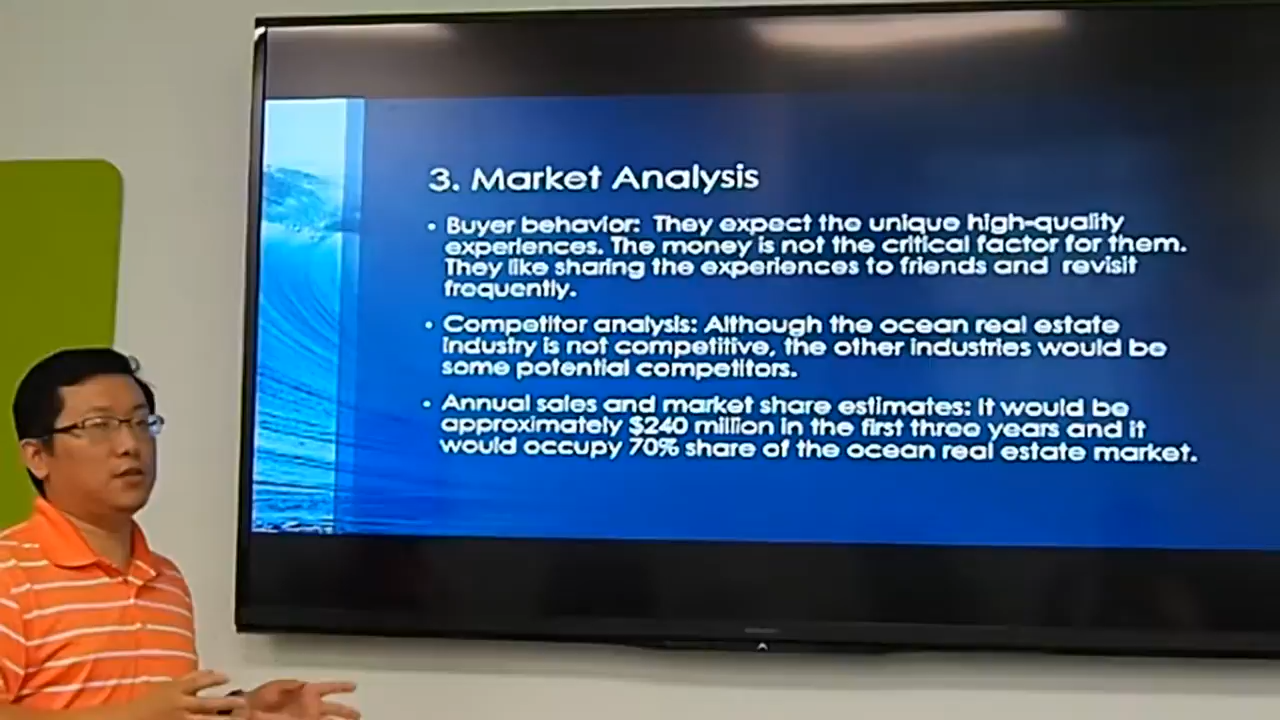 3. Market Analysis
• Buyer behavior: They expect the unique high-quality
experiences. The money is not the critical factor for them.
They like sharing the experiences to friends and revisit
frequently.
• Competitor analysis: Although the ocean real estate
industry is not competitive, the other industries would be
some potential competitors.
• Annual sales and market share estimates: It would be
approximately $240 million in the first three years and it
would occupy 70% share of the ocean real estate market.